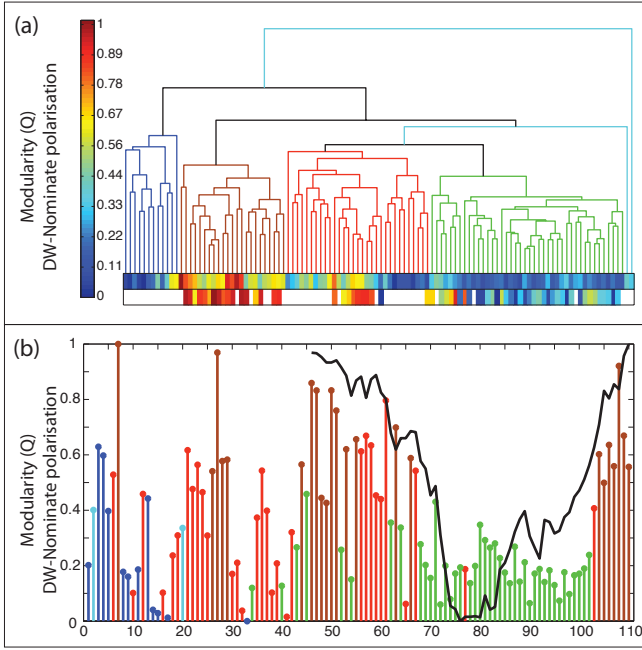 (a)
Modularity (Q)
DW-Nominate polarisation
1
0.89
0.78
0.67
0.56
0.44
0.33
0.22
0.11
0
(b)
Modularity (Q)
DW-Nominate polarisation
1
0.8
0.6
0.4
0.2
0
0 10 20 30 40 50 60 70 80 90 100 110